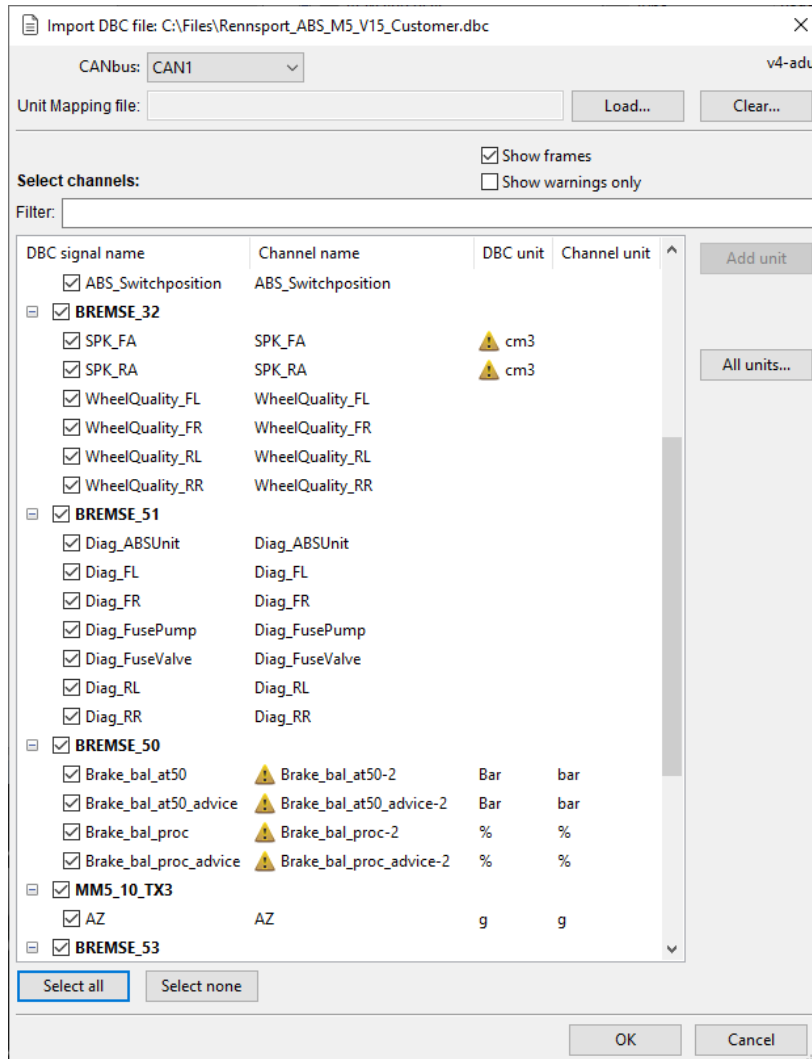 Import DBC file: C:\Files\Rennsport_ABS_M5_V15_Customer.dbc
CANbus: CAN1 v4-adu
Unit Mapping file: Load... Clear...
Show frames
Select channels: Show warnings only
Filter:
DBC signal name Channel name DBC unit Channel unit
ABS_Switchposition ABS_Switchposition Add unit
BREMSE_32
SPK_FA SPK_FA cm3
SPK_RA SPK_RA cm3 All units...
WheelQuality_FL WheelQuality_FL
WheelQuality_FR WheelQuality_FR
WheelQuality_RL WheelQuality_RL
WheelQuality_RR WheelQuality_RR
BREMSE_51
Diag_ABSUnit Diag_ABSUnit
Diag_FL Diag_FL
Diag_FR Diag_FR
Diag_FusePump Diag_FusePump
Diag_FuseValve Diag_FuseValve
Diag_RL Diag_RL
Diag_RR Diag_RR
BREMSE_50
Brake_bal_at50 Brake_bal_at50-2 Bar bar
Brake_bal_at50_advice Brake_bal_at50_advice-2 Bar bar
Brake_bal_proc Brake_bal_proc-2 % %
Brake_bal_proc_advice Brake_bal_proc_advice-2 % %
MM5_10_TX3
AZ AZ g g
BREMSE_53
Select all Select none
OK Cancel